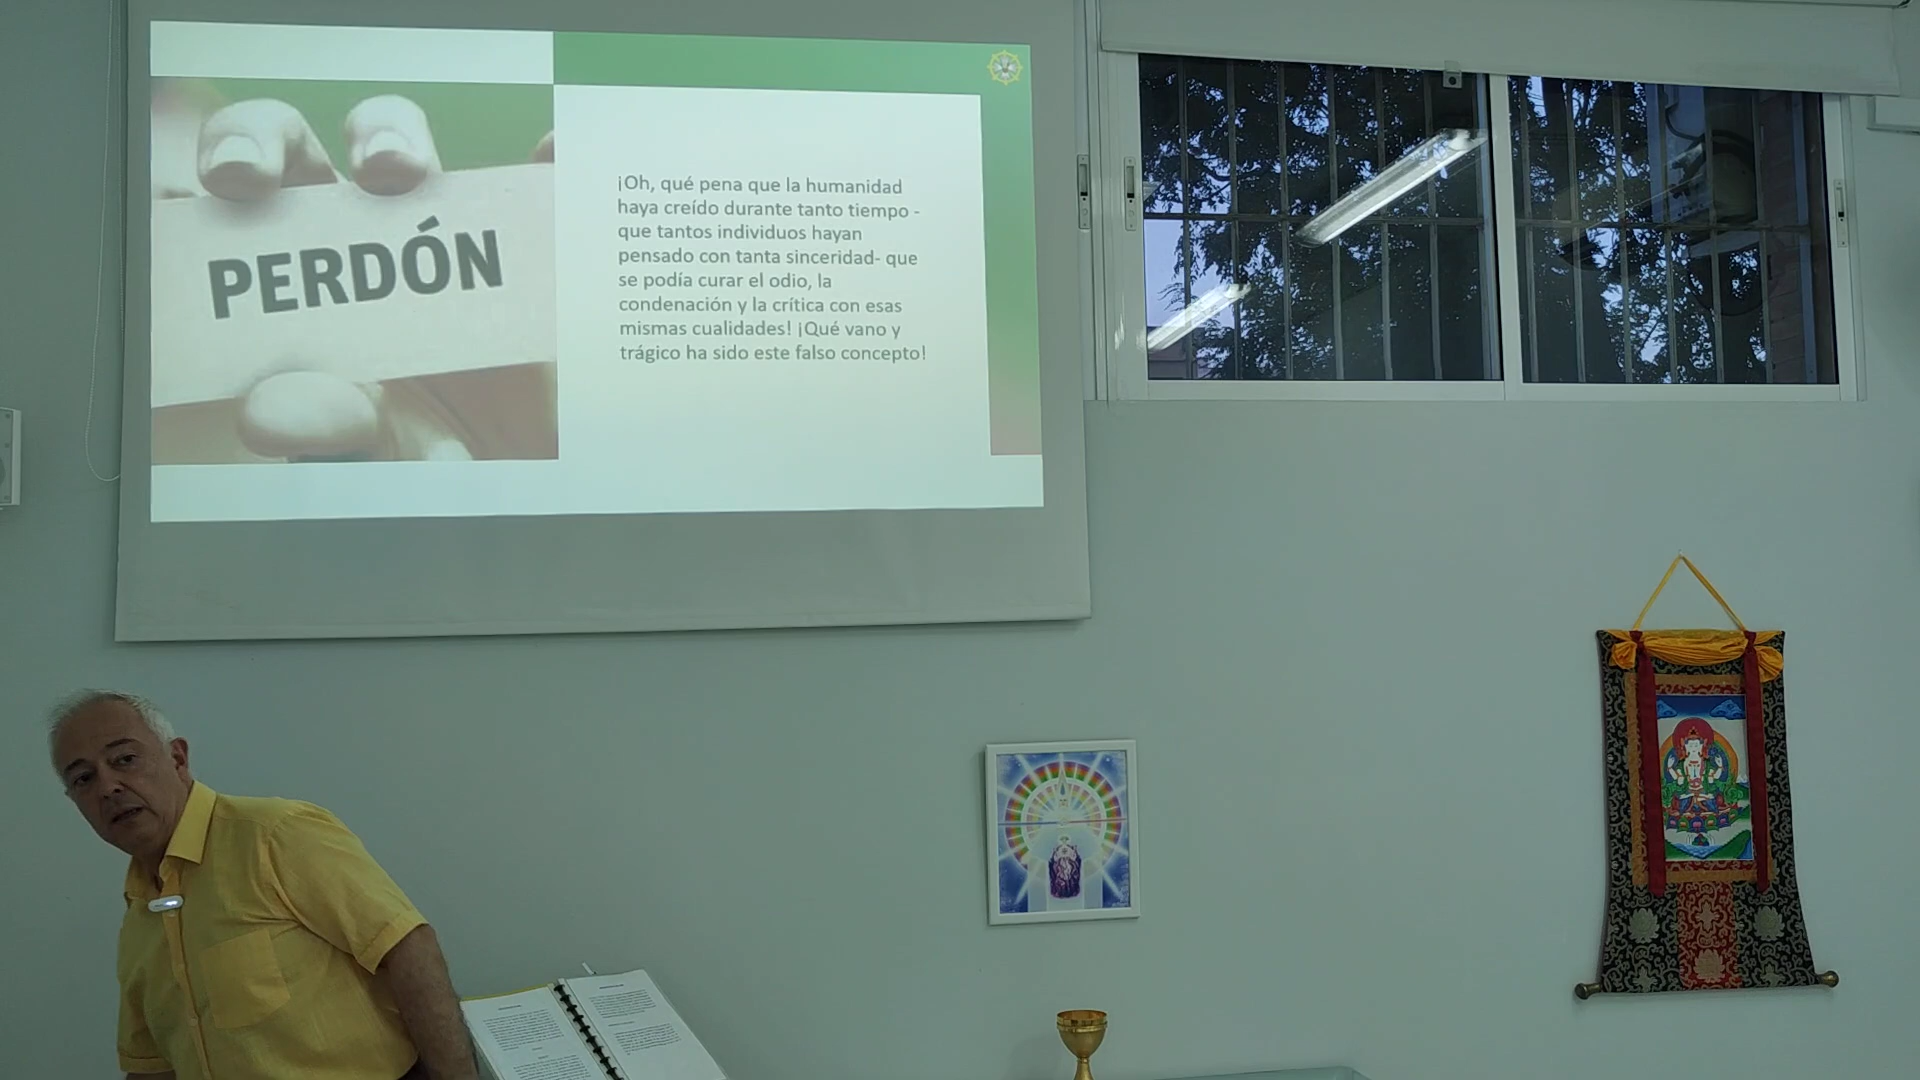 PERDÓN
¡Oh, qué pena que la humanidad
haya creído durante tanto tiempo -
que tantos individuos hayan
pensado con tanta sinceridad- que
se podía curar el odio, la
condenación y la crítica con esas
mismas cualidades! ¡Qué vano y
trágico ha sido este falso concepto!